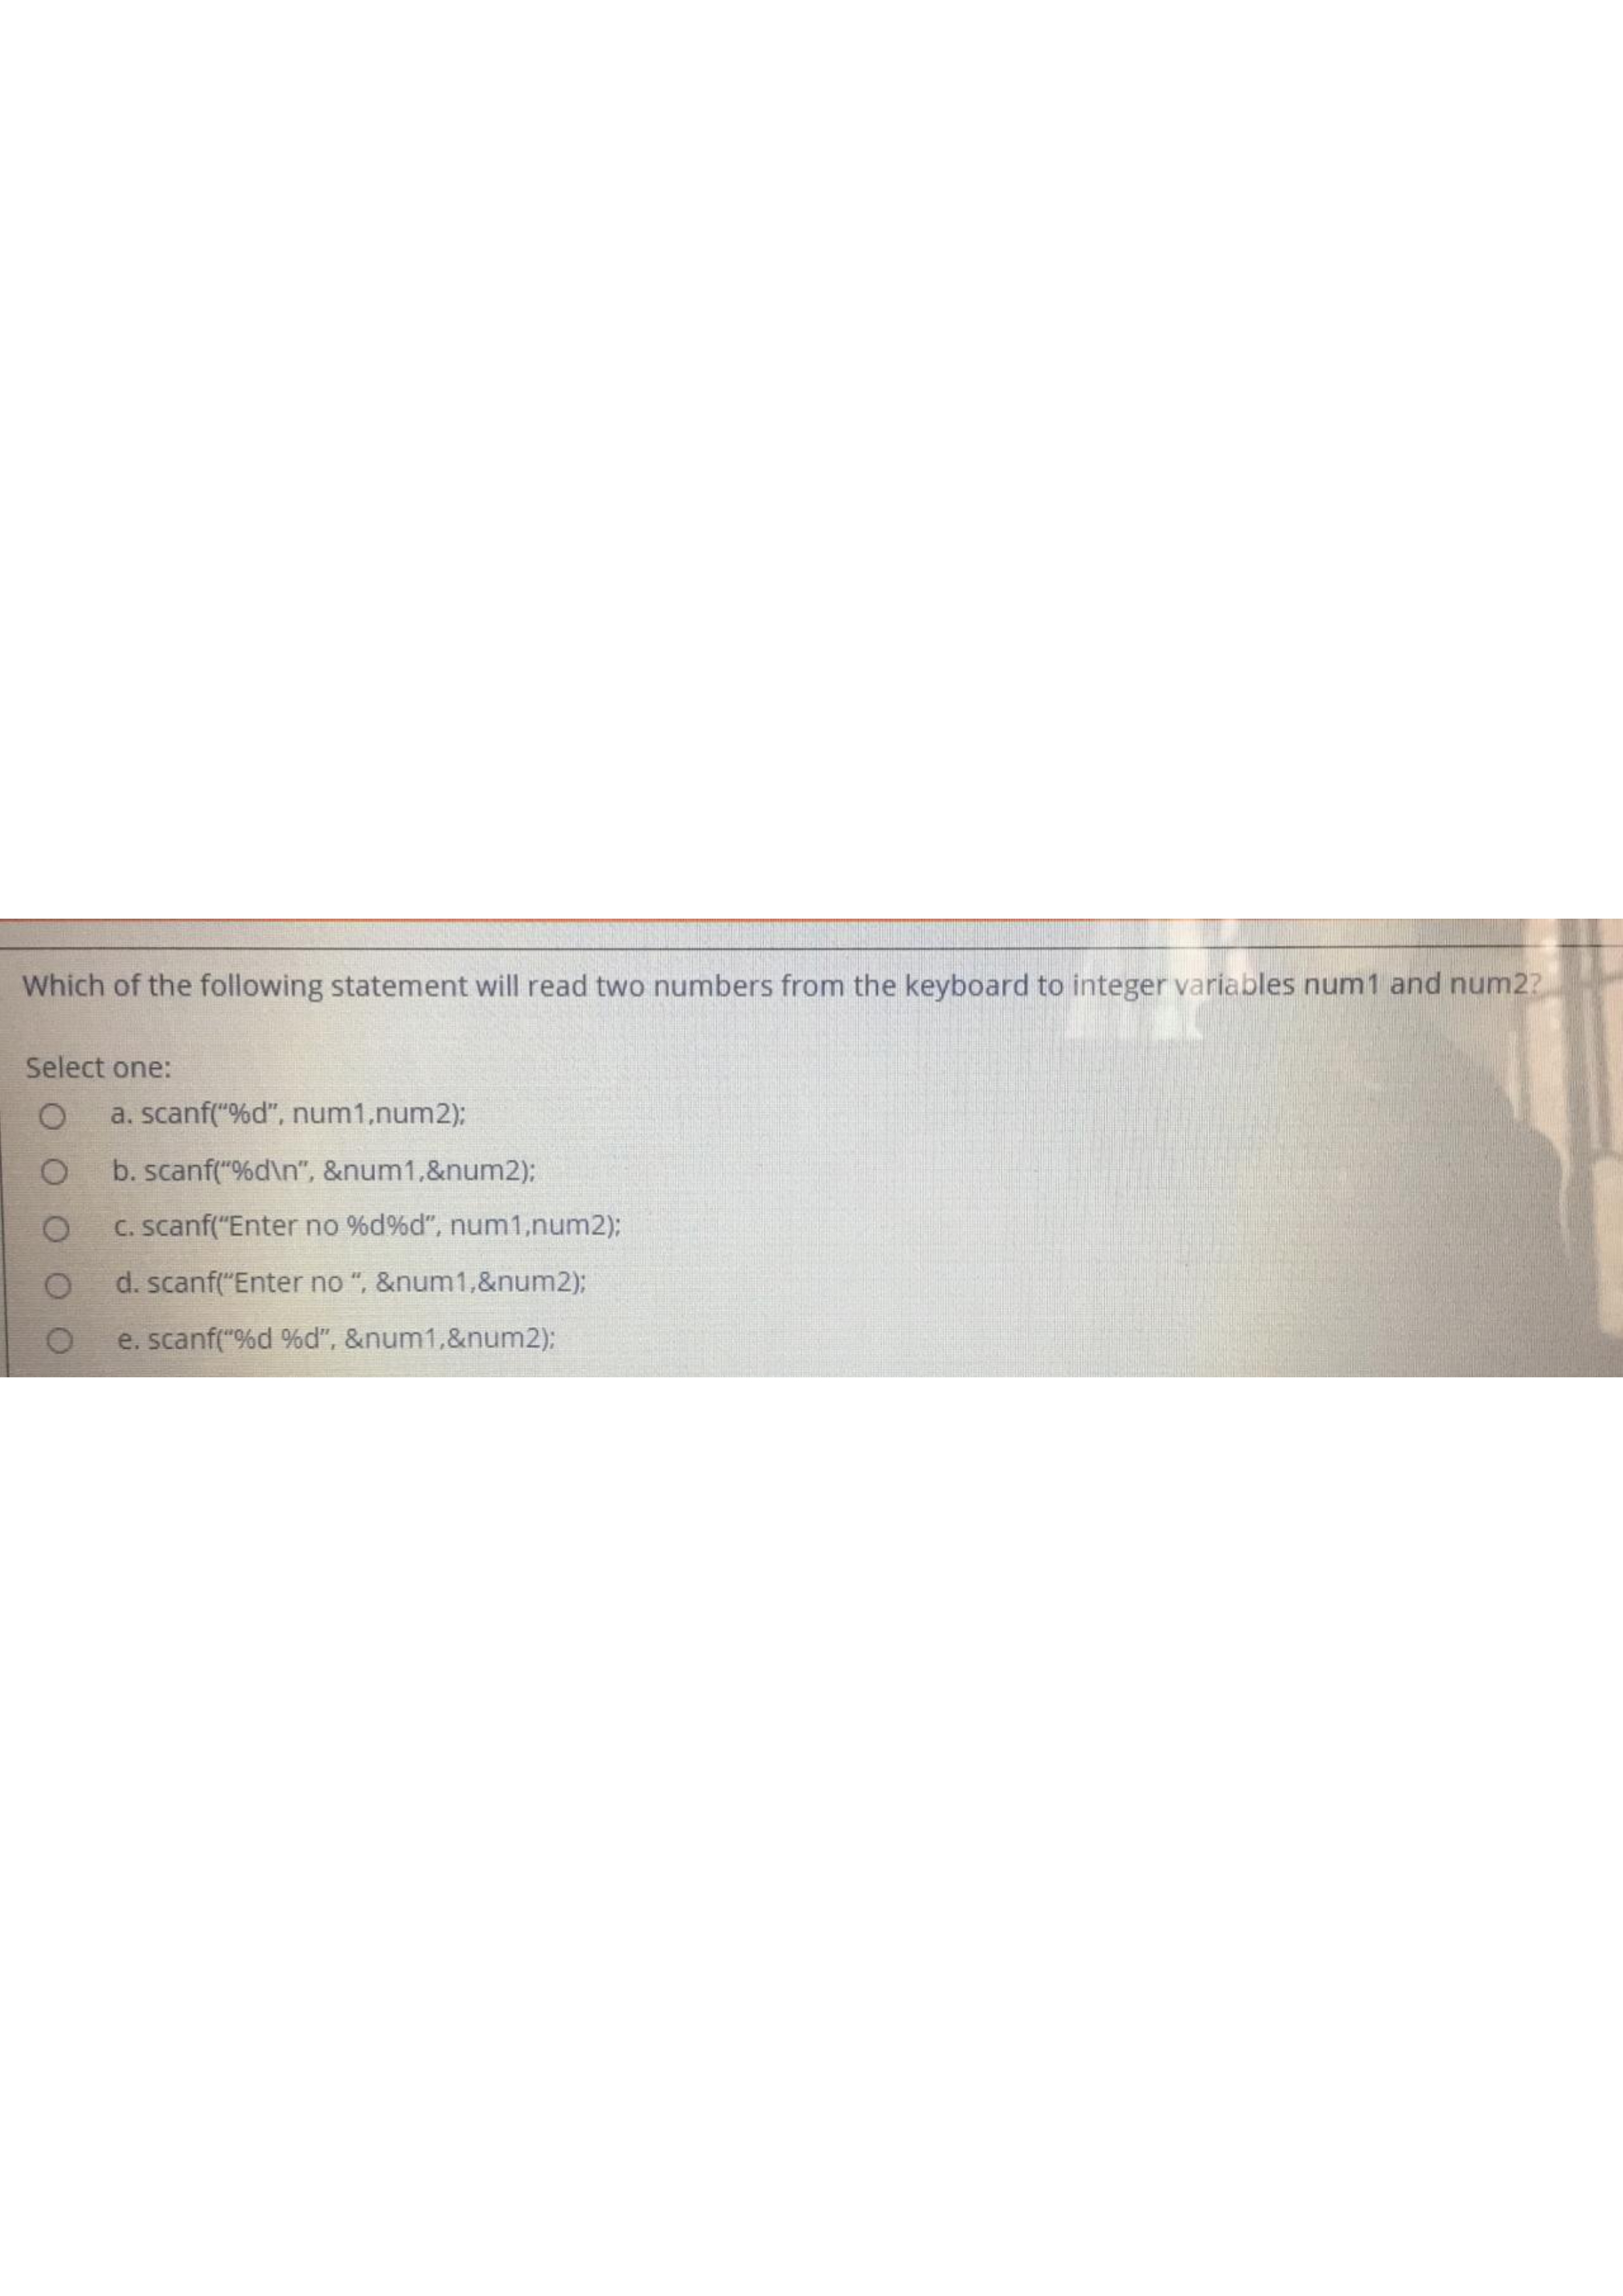 Which of the following statement will read two numbers from the keyboard to integer variables num1 and num2?
Select one:
a. scanf(“%d”, num1,num2);
b. scanf(“%d\n”, &num1,&num2);
c. scanf(“Enter no %d%d”, num1,num2);
d. scanf(“Enter no “, &num1,&num2);
e. scanf(“%d %d”, &num1,&num2);